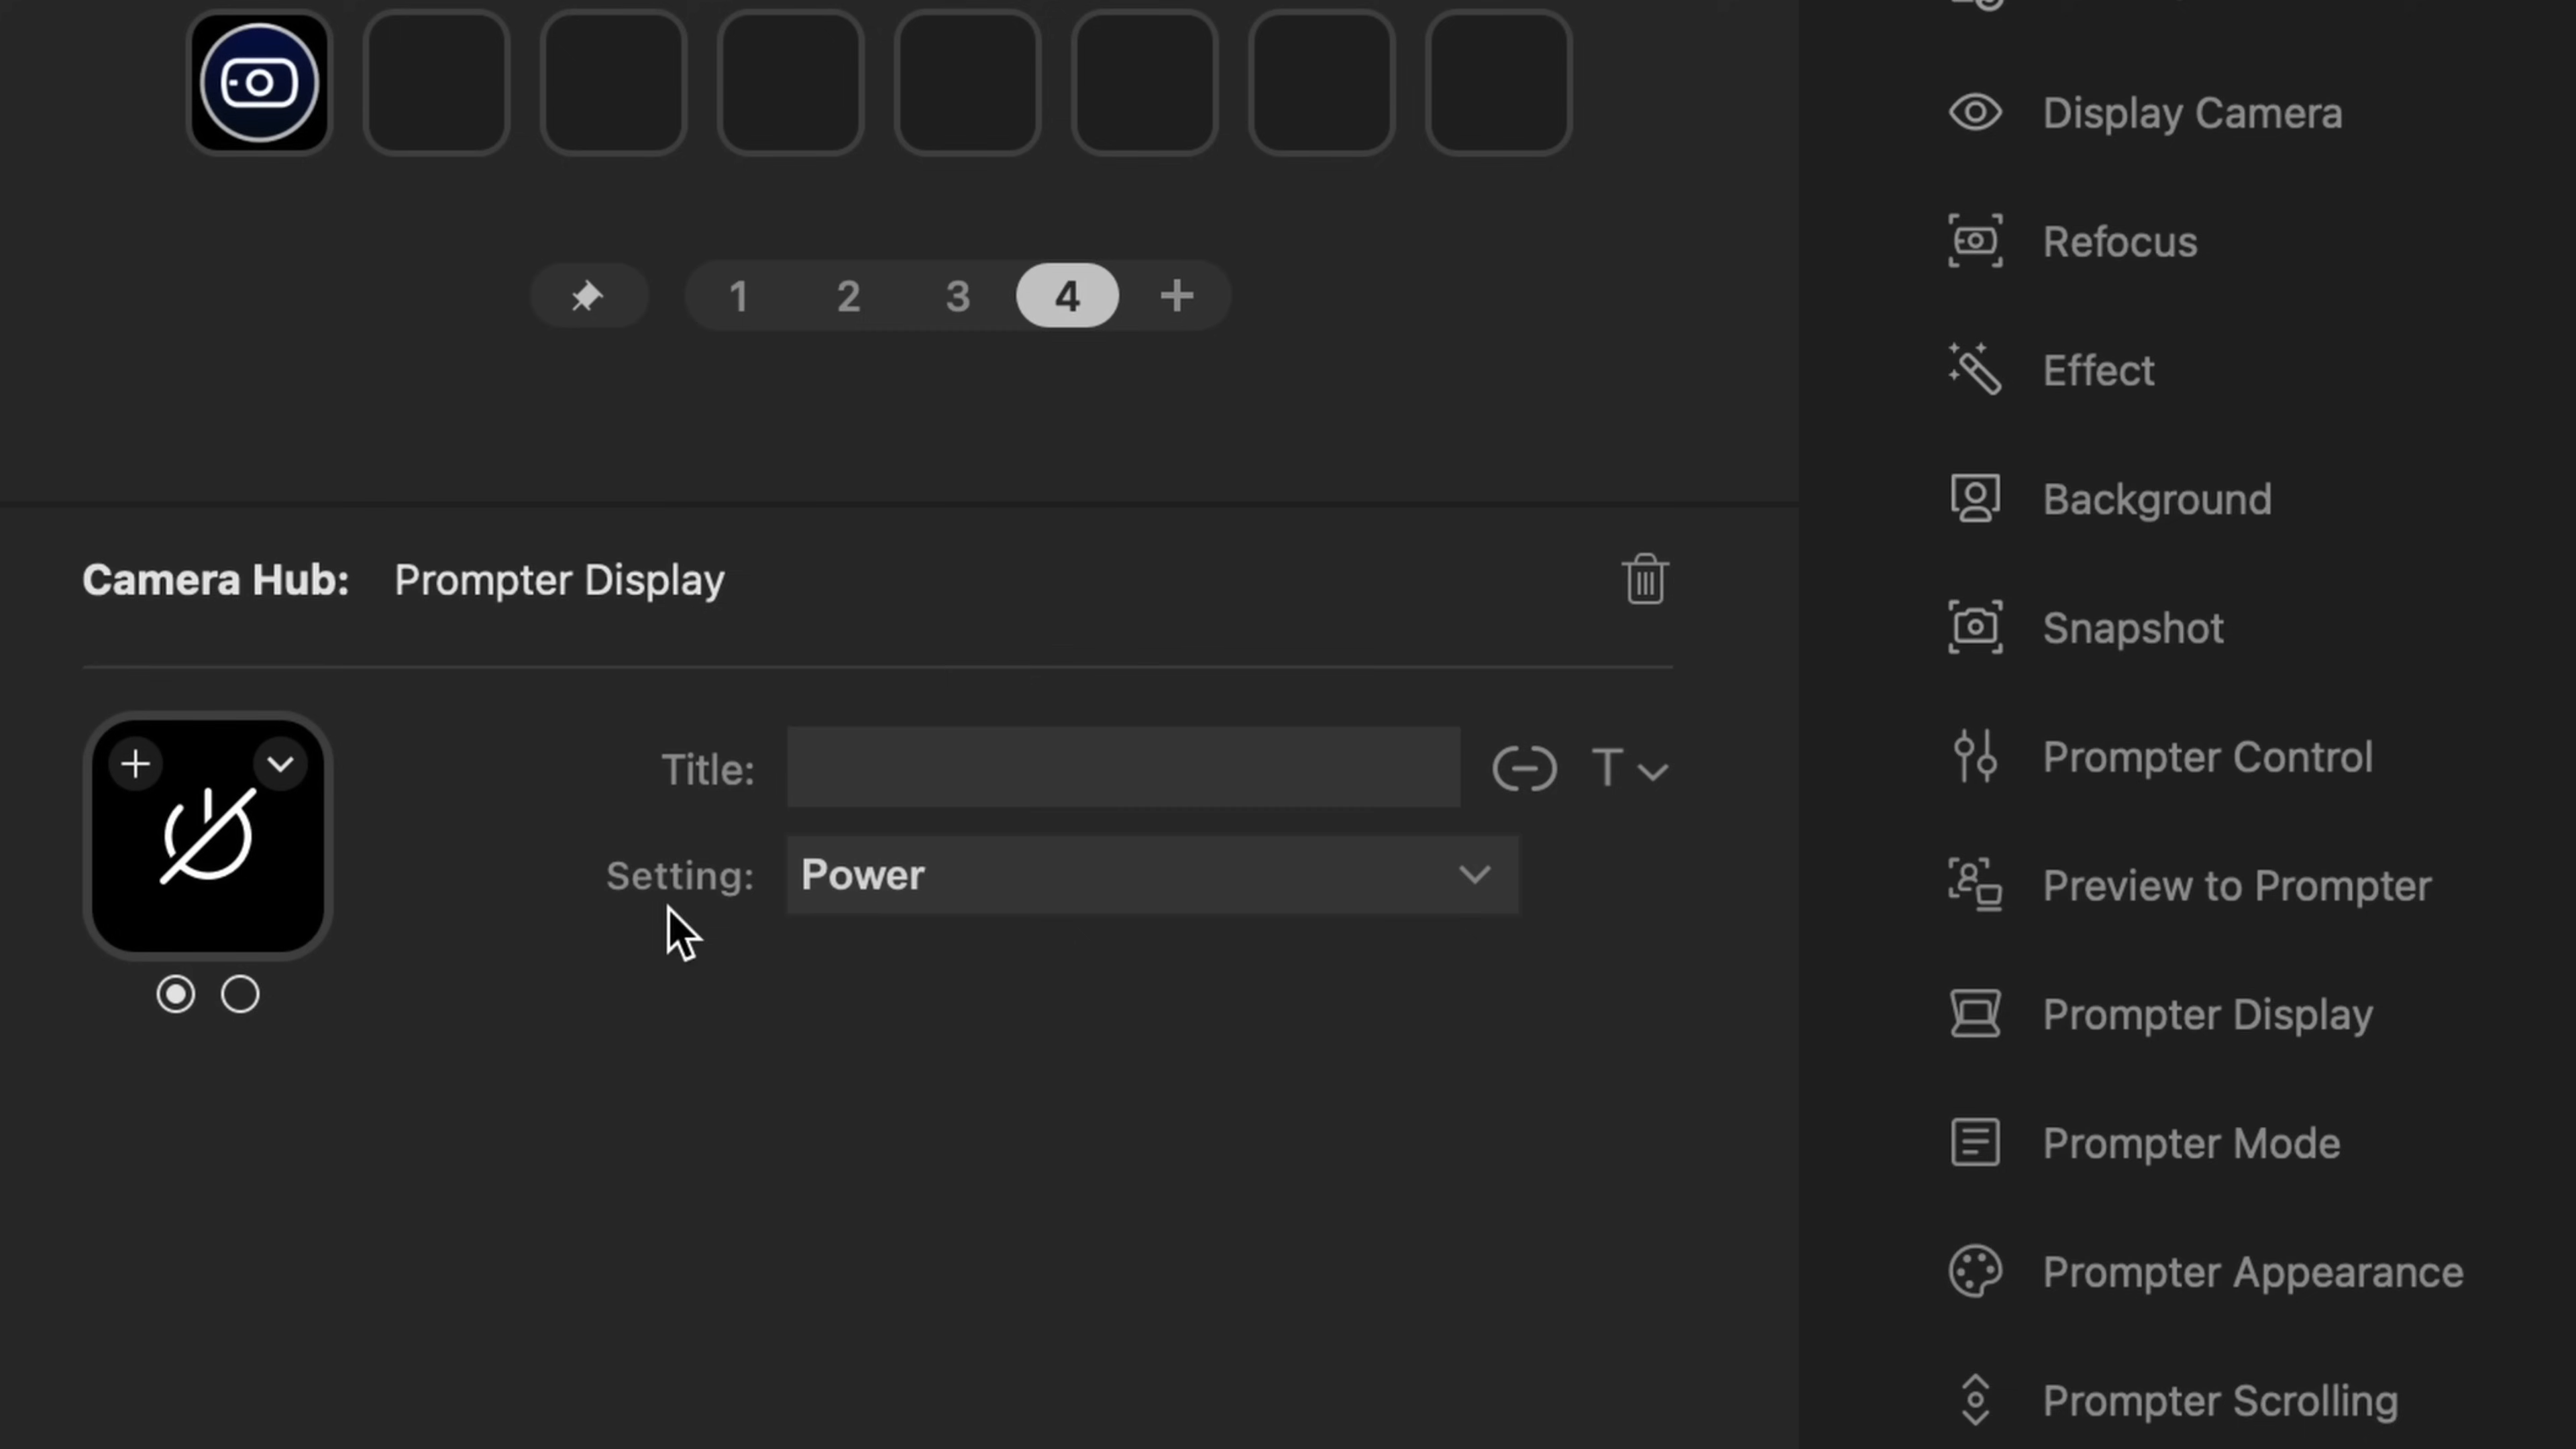 1 2 3 4 +
Camera Hub: Prompter Display
Title:
T
Setting: Power
Display Camera
Refocus
Effect
Background
Snapshot
Prompter Control
Preview to Prompter
Prompter Display
Prompter Mode
Prompter Appearance
Prompter Scrolling